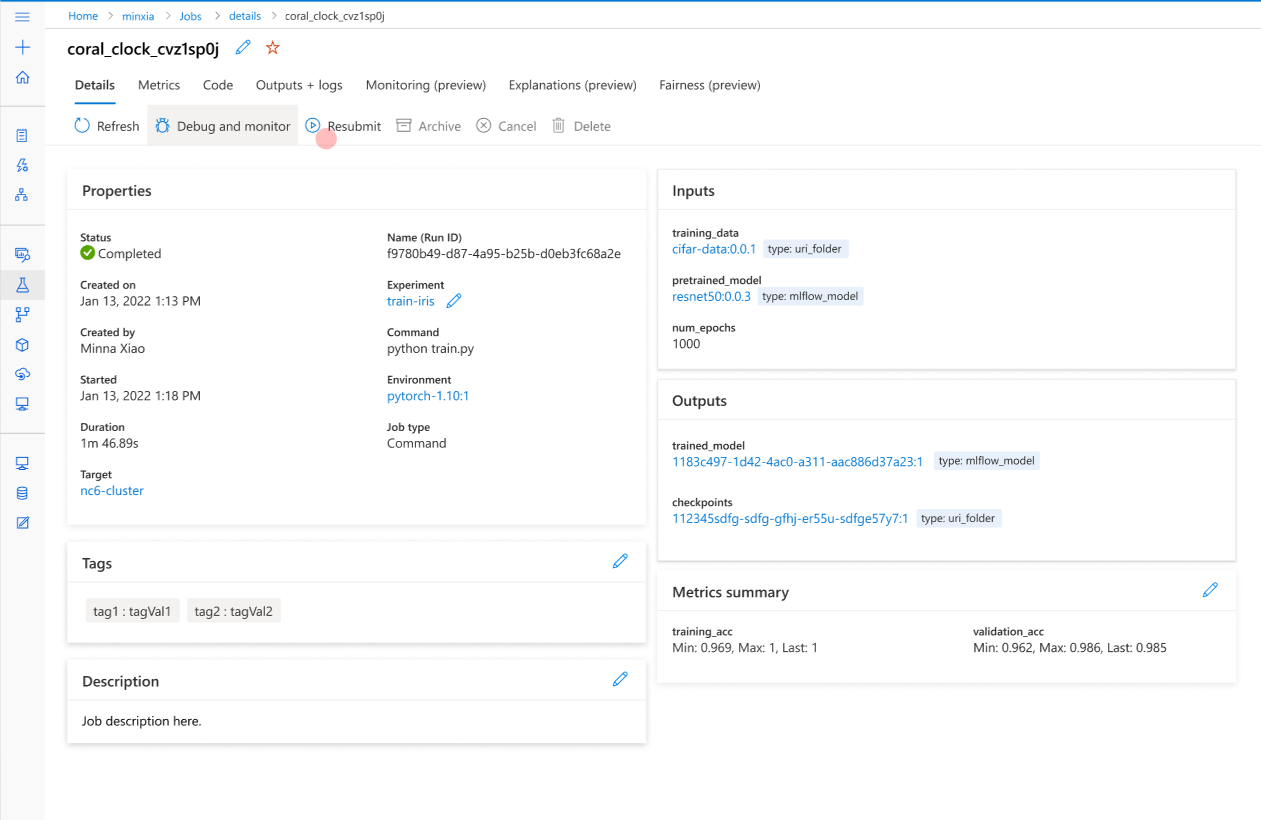 Home > minxia > Jobs > details > coral_clock_cvz1sp0j
coral_clock_cvz1sp0j
Details Metrics Code Outputs + logs Monitoring (preview) Explanations (preview) Fairness (preview)
Refresh Debug and monitor Resubmit Archive Cancel Delete
Properties
Status
Completed
Created on
Jan 13, 2022 1:13 PM
Created by
Minna Xiao
Started
Jan 13, 2022 1:18 PM
Duration
1m 46.89s
Target
nc6-cluster
Name (Run ID)
f9780b49-d87-4a95-b25b-d0eb3fc68a2e
Experiment
train-iris
Command
python train.py
Environment
pytorch-1.10:1
Job type
Command
Tags
tag1 : tagVal1 tag2 : tagVal2
Description
Job description here.
Inputs
training_data
cifar-data:0.0.1 type: uri_folder
pretrained_model
resnet50:0.0.3 type: mlflow_model
num_epochs
1000
Outputs
trained_model
1183c497-1d42-4ac0-a311-aac886d37a23:1 type: mlflow_model
checkpoints
112345sdfg-sdfg-gfhj-er55u-sdfge57y7:1 type: uri_folder
Metrics summary
training_acc
Min: 0.969, Max: 1, Last: 1
validation_acc
Min: 0.962, Max: 0.986, Last: 0.985